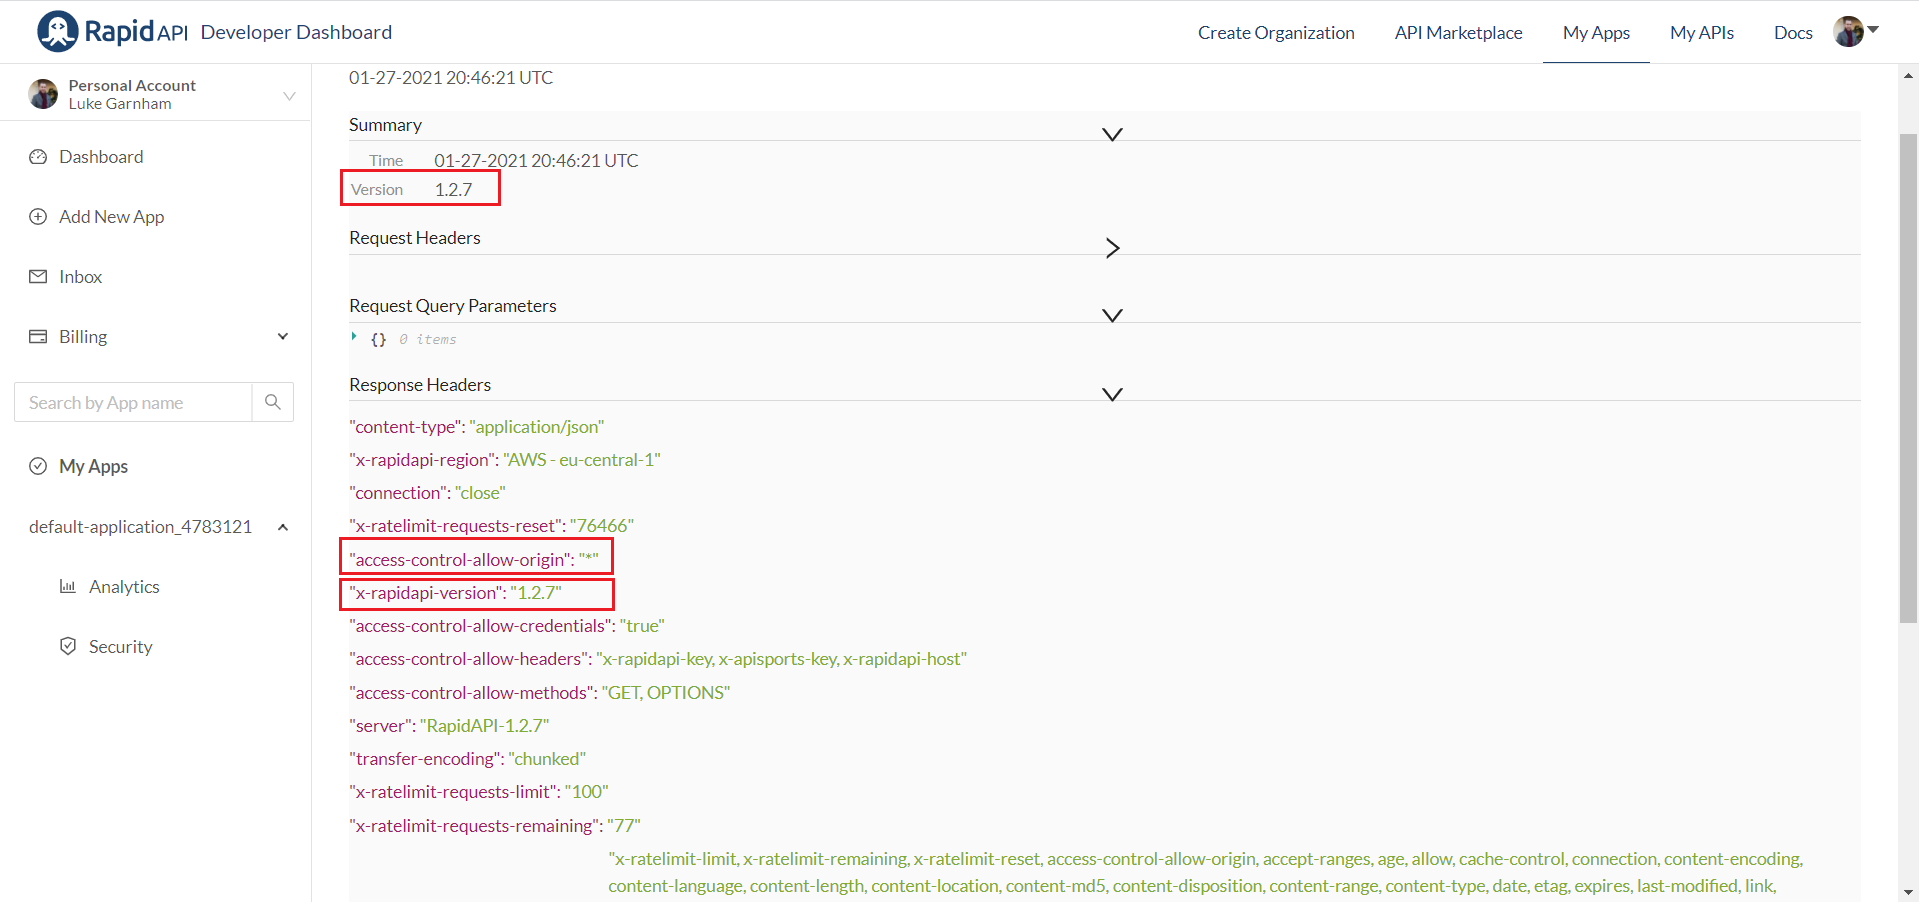 RapidAPI Developer Dashboard
Create Organization API Marketplace My Apps My APIs Docs
Personal Account
Luke Garnham
Dashboard
Add New App
Inbox
Billing
Search by App name
My Apps
default-application_4783121
Analytics
Security
01-27-2021 20:46:21 UTC
Summary
Time 01-27-2021 20:46:21 UTC
Version 1.2.7
Request Headers
Request Query Parameters
{} 0 items
Response Headers
"content-type": "application/json"
"x-rapidapi-region": "AWS - eu-central-1"
"connection": "close"
"x-ratelimit-requests-reset": "76466"
"access-control-allow-origin": "*"
"x-rapidapi-version": "1.2.7"
"access-control-allow-credentials": "true"
"access-control-allow-headers": "x-rapidapi-key, x-apisports-key, x-rapidapi-host"
"access-control-allow-methods": "GET, OPTIONS"
"server": "RapidAPI-1.2.7"
"transfer-encoding": "chunked"
"x-ratelimit-requests-limit": "100"
"x-ratelimit-requests-remaining": "77"
"x-ratelimit-limit, x-ratelimit-remaining, x-ratelimit-reset, access-control-allow-origin, accept-ranges, age, allow, cache-control, connection, content-encoding,
content-language, content-length, content-location, content-md5, content-disposition, content-range, content-type, date, etag, expires, last-modified, link,